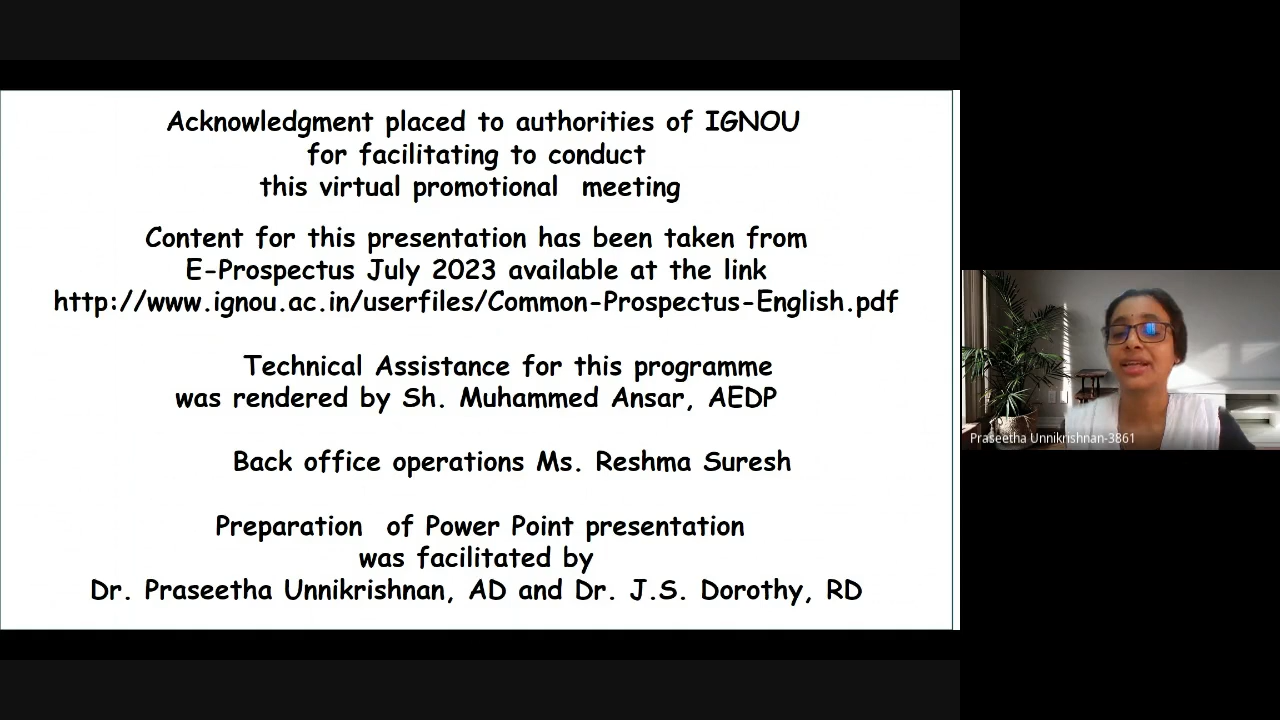 Acknowledgment placed to authorities of IGNOU
for facilitating to conduct
this virtual promotional meeting
Content for this presentation has been taken from
E-Prospectus July 2023 available at the link
http://www.ignou.ac.in/userfiles/Common-Prospectus-English.pdf
Technical Assistance for this programme
was rendered by Sh. Muhammed Ansar, AEDP
Back office operations Ms. Reshma Suresh
Preparation of Power Point presentation
was facilitated by
Dr. Praseetha Unnikrishnan, AD and Dr. J.S. Dorothy, RD
Praseetha Unnikrishnan-3861